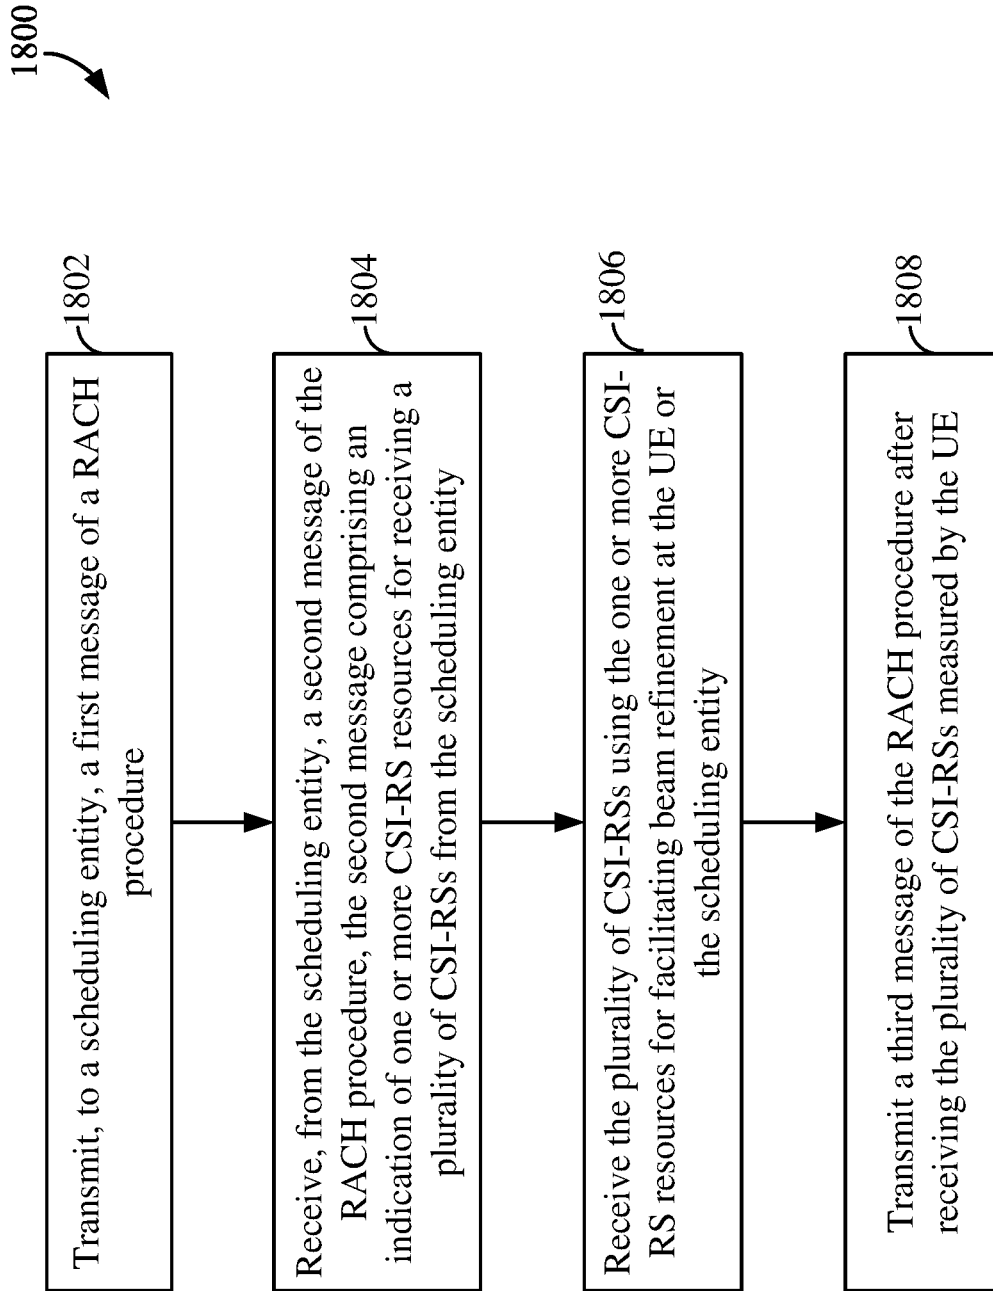 1800
1802
Transmit, to a scheduling entity, a first message of a RACH
procedure
1804
Receive, from the scheduling entity, a second message of the
RACH procedure, the second message comprising an
indication of one or more CSI-RS resources for receiving a
plurality of CSI-RSs from the scheduling entity
1806
Receive the plurality of CSI-RSs using the one or more CSI-
RS resources for facilitating beam refinement at the UE or
the scheduling entity
1808
Transmit a third message of the RACH procedure after
receiving the plurality of CSI-RSs measured by the UE